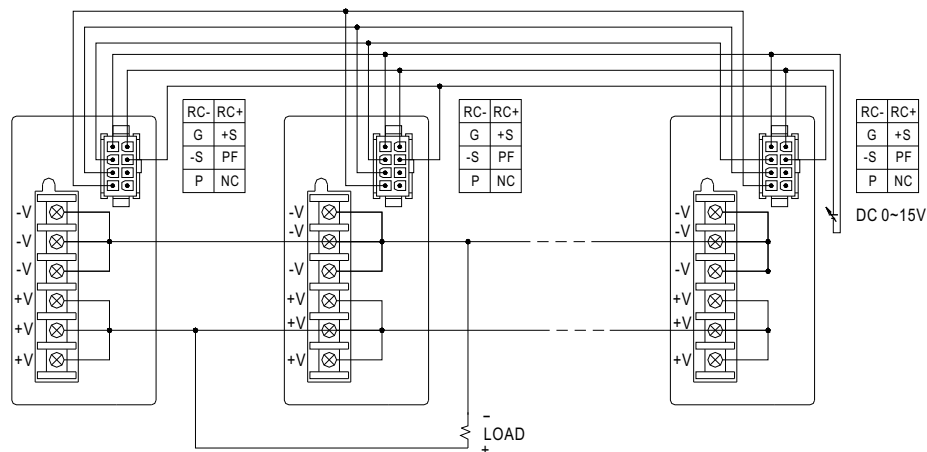 RC- RC+
G +S
-S PF
P NC
RC- RC+
G +S
-S PF
P NC
RC- RC+
G +S
-S PF
P NC
DC 0~15V
-V
-V
-V
+V
+V
+V
-V
-V
-V
+V
+V
+V
-V
-V
-V
+V
+V
+V
-
LOAD
+